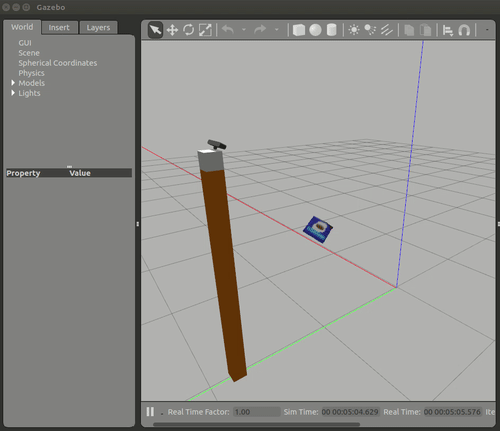 Gazebo
World Insert Layers
GUI
Scene
Spherical Coordinates
Physics
Models
Lights
Property Value
Real Time Factor: 1.00 Sim Time: 00 00:05:04.629 Real Time: 00 00:05:05.576 Ite